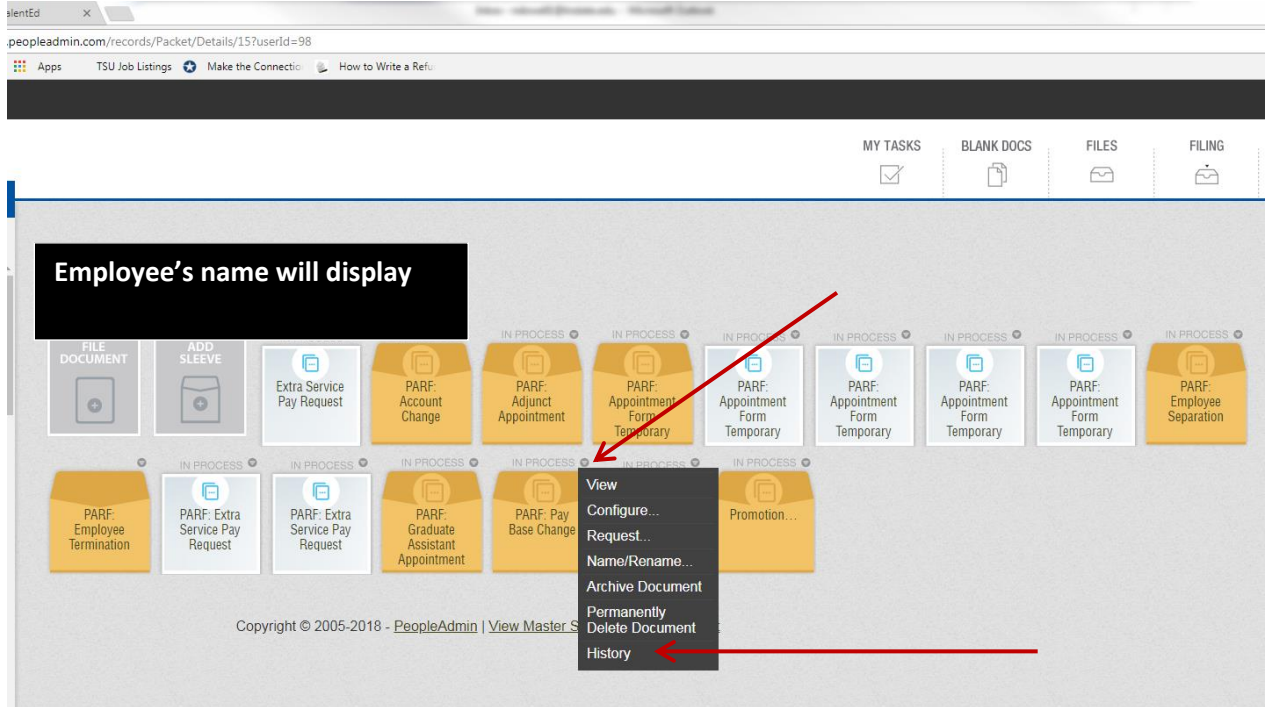 alentEd
.peopleadmin.com/records/Packet/Details/15?userId=98
Apps TSU Job Listings Make the Connectio How to Write a Refu
MY TASKS BLANK DOCS FILES FILING
Employee’s name will display
IN PROCESS IN PROCESS IN PROCESS IN PROCESS IN PROCESS IN PROCESS IN PROCESS
FILE
DOCUMENT
ADD
SLEEVE
Extra Service
Pay Request
PARF:
Account
Change
PARF:
Adjunct
Appointment
PARF:
Appointment
Form
Temporary
PARF:
Appointment
Form
Temporary
PARF:
Appointment
Form
Temporary
PARF:
Appointment
Form
Temporary
PARF:
Appointment
Form
Temporary
PARF:
Employee
Separation
IN PROCESS IN PROCESS IN PROCESS IN PROCESS IN PROCESS IN PROCESS
PARF:
Employee
Termination
PARF: Extra
Service Pay
Request
PARF: Extra
Service Pay
Request
PARF:
Graduate
Assistant
Appointment
PARF: Pay
Base Change
Promotion...
View
Configure...
Request...
Name/Rename...
Archive Document
Permanently
Delete Document
History
Copyright © 2005-2018 - PeopleAdmin | View Master S